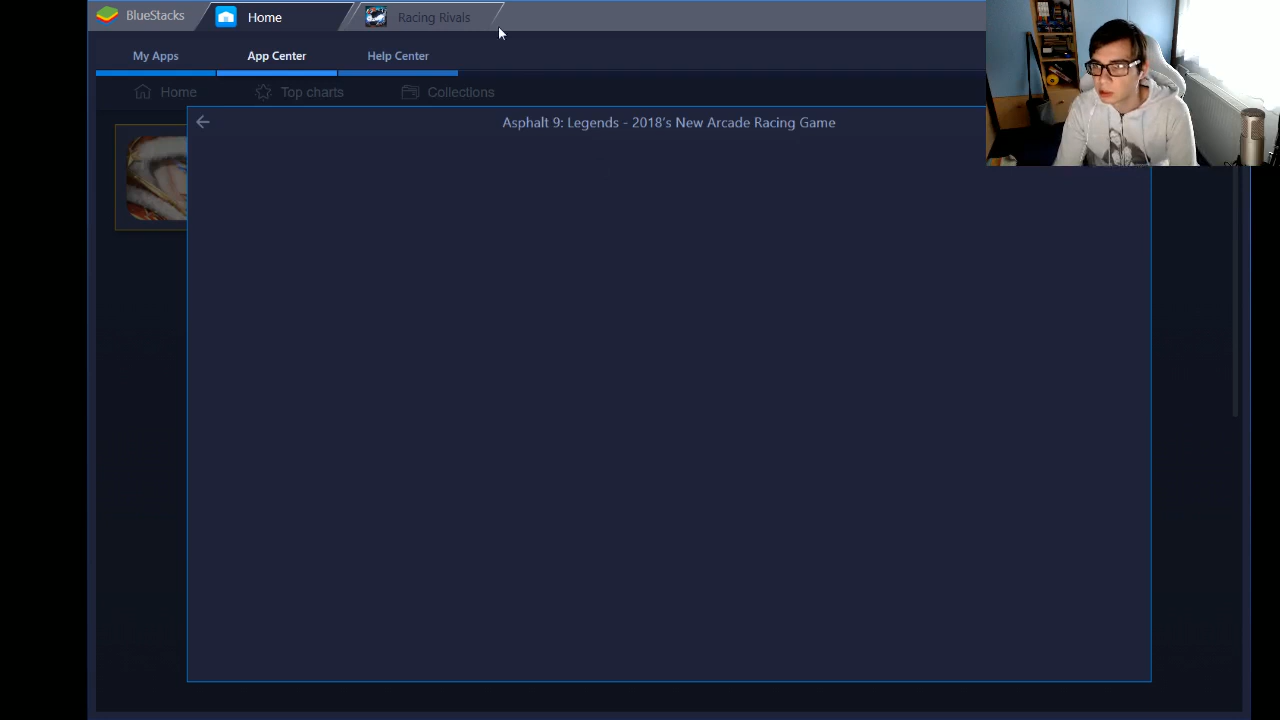 BlueStacks
Home
Racing Rivals
My Apps
App Center
Help Center
Home
Top charts
Collections
Asphalt 9: Legends - 2018's New Arcade Racing Game